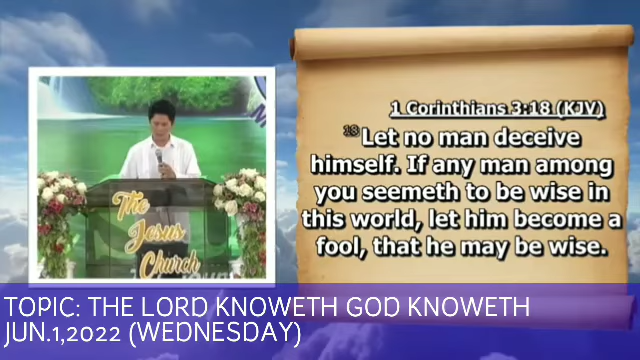 1 Corinthians 3:18 (KJV)
18 Let no man deceive
himself. If any man among
you seemeth to be wise in
this world, let him become a
fool, that he may be wise.
The
Jesus
Church
TOPIC: THE LORD KNOWETH GOD KNOWETH
JUN.1,2022 (WEDNESDAY)